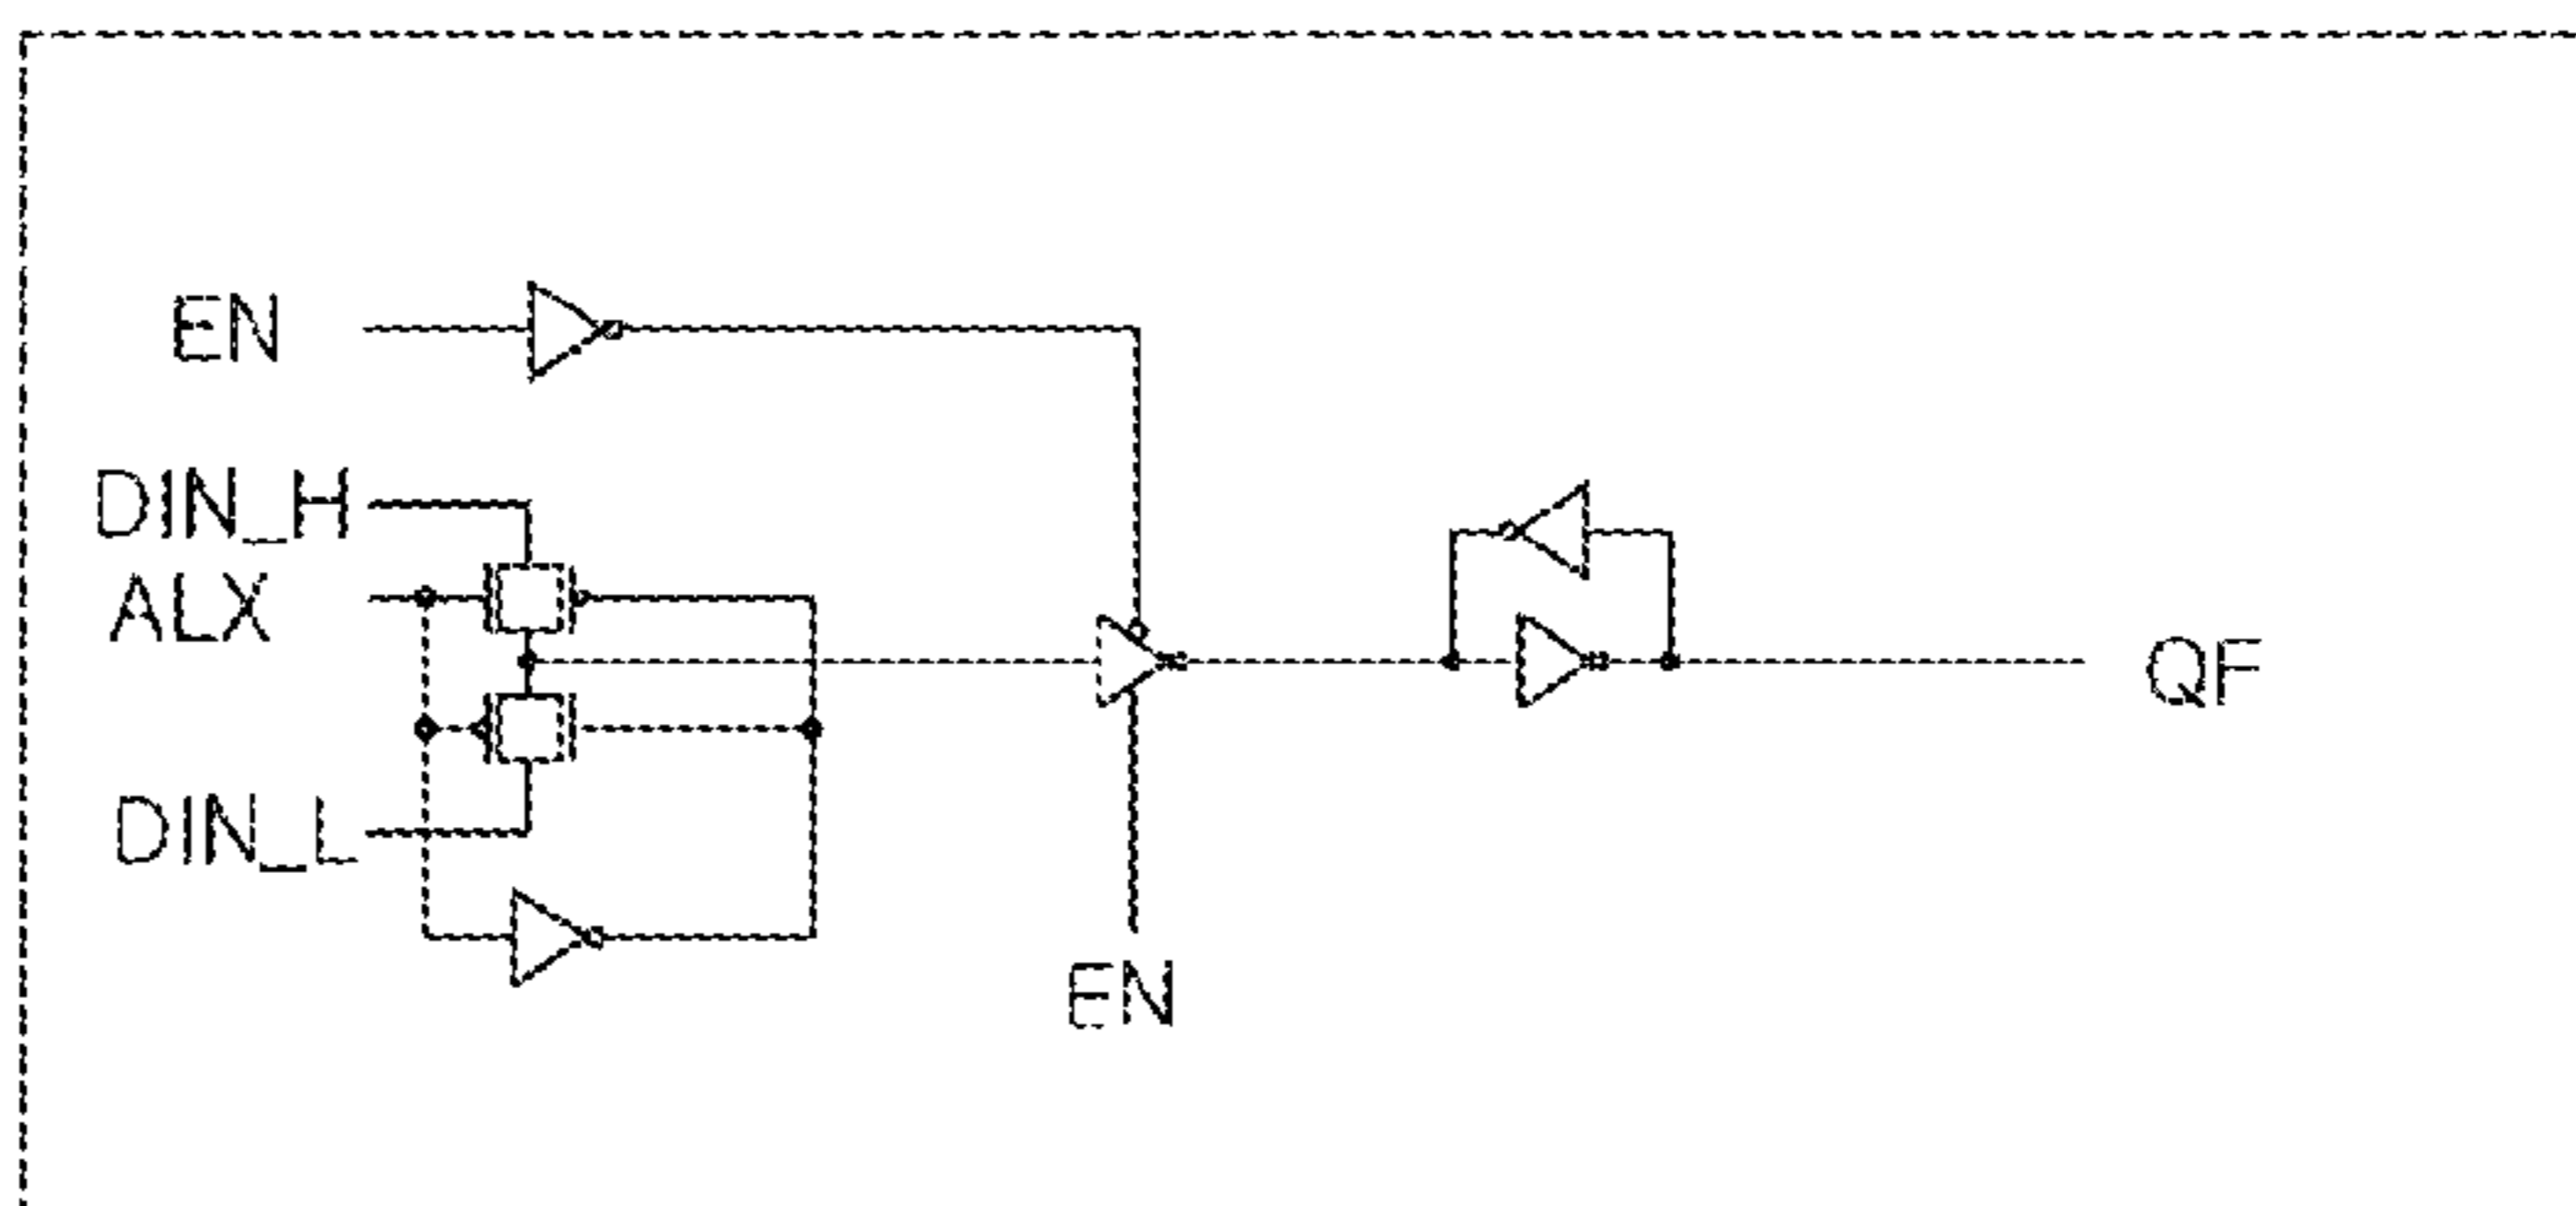 EN
DIN_H
ALX
DIN_L
EN
QF